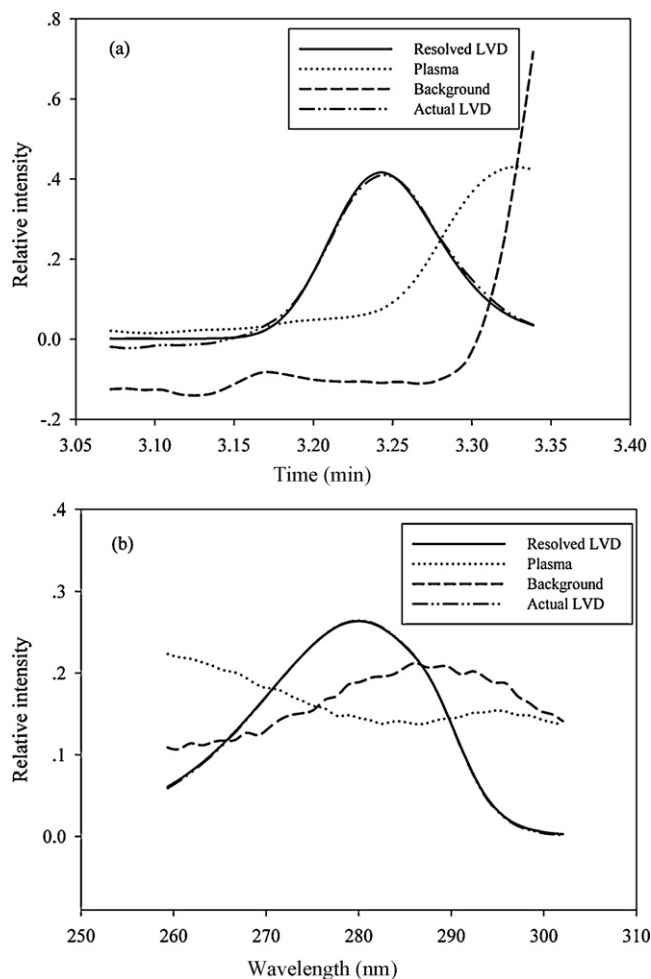 .8
(a)
Resolved LVD
Plasma
Background
Actual LVD
.6
.4
.2
0.0
-.2
Relative intensity
3.05 3.10 3.15 3.20 3.25 3.30 3.35 3.40
Time (min)
.4
(b)
Resolved LVD
Plasma
Background
Actual LVD
.3
.2
.1
0.0
Relative intensity
250 260 270 280 290 300 310
Wavelength (nm)